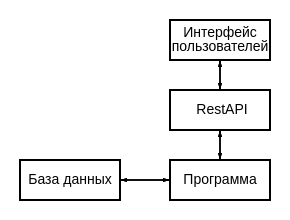 Интерфейс
пользователей
RestAPI
База данных
Программа